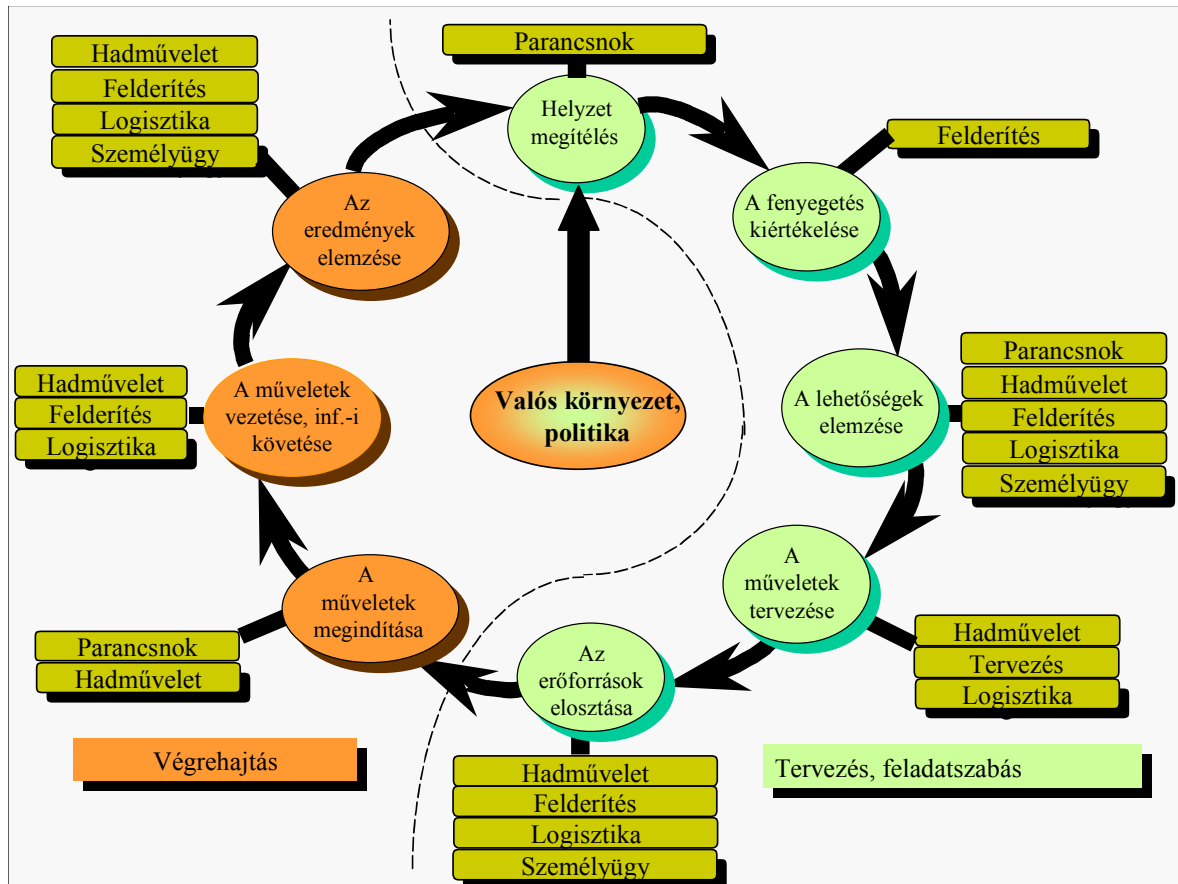 Parancsnok
Helyzet
megítélés
Felderítés
A fenyegetés
kiértékelése
Parancsnok
Hadművelet
Felderítés
Logisztika
Személyügy
A lehetőségek
elemzése
A
műveletek
tervezése
Hadművelet
Tervezés
Logisztika
Az
erőforrások
elosztása
Hadművelet
Felderítés
Logisztika
Személyügy
A
műveletek
megindítása
Parancsnok
Hadművelet
A műveletek
vezetése, inf.-i
követése
Hadművelet
Felderítés
Logisztika
Az
eredmények
elemzése
Hadművelet
Felderítés
Logisztika
Személyügy
Valós környezet,
politika
Végrehajtás
Tervezés, feladatszabás